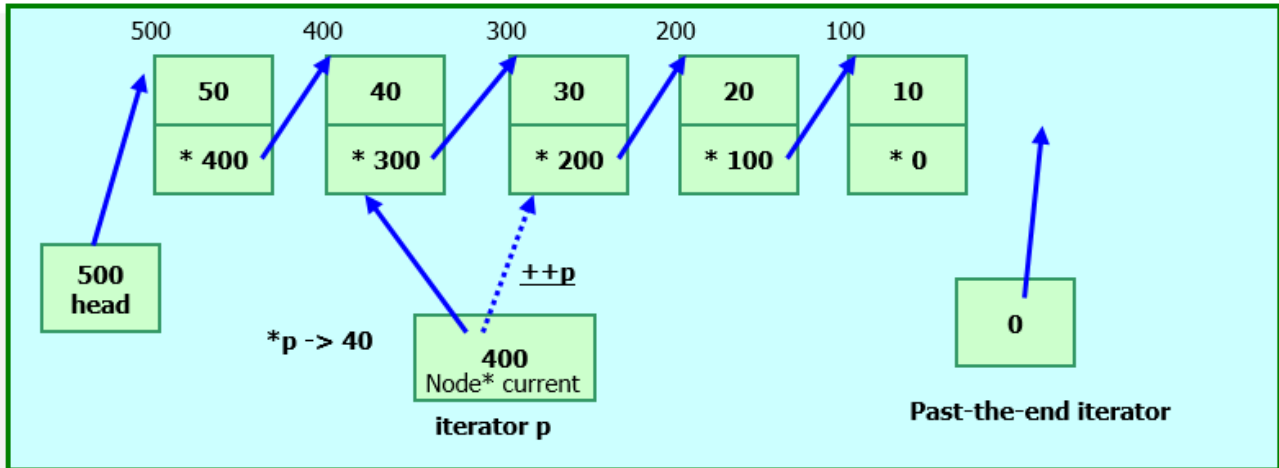 500 400 300 200 100
50 40 30 20 10
* 400 * 300 * 200 * 100 * 0
500
head
++p
*p -> 40
400
Node* current
iterator p
0
Past-the-end iterator